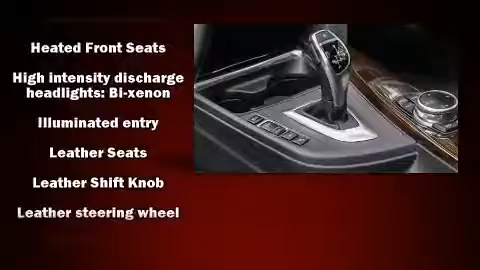 Heated Front Seats
High intensity discharge
headlights: Bi-xenon
Illuminated entry
Leather Seats
Leather Shift Knob
Leather steering wheel